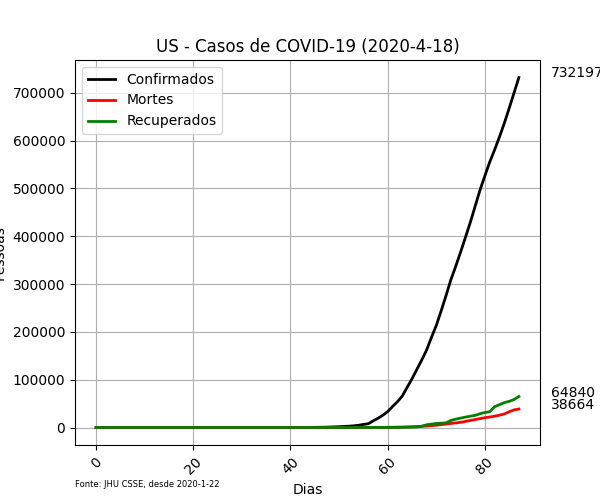 US - Casos de COVID-19 (2020-4-18)
Confirmados
Mortes
Recuperados
732197
700000
600000
500000
400000
300000
200000
100000
0
64840
38664
Pessoas
0
20
40
60
80
Fonte: JHU CSSE, desde 2020-1-22
Dias